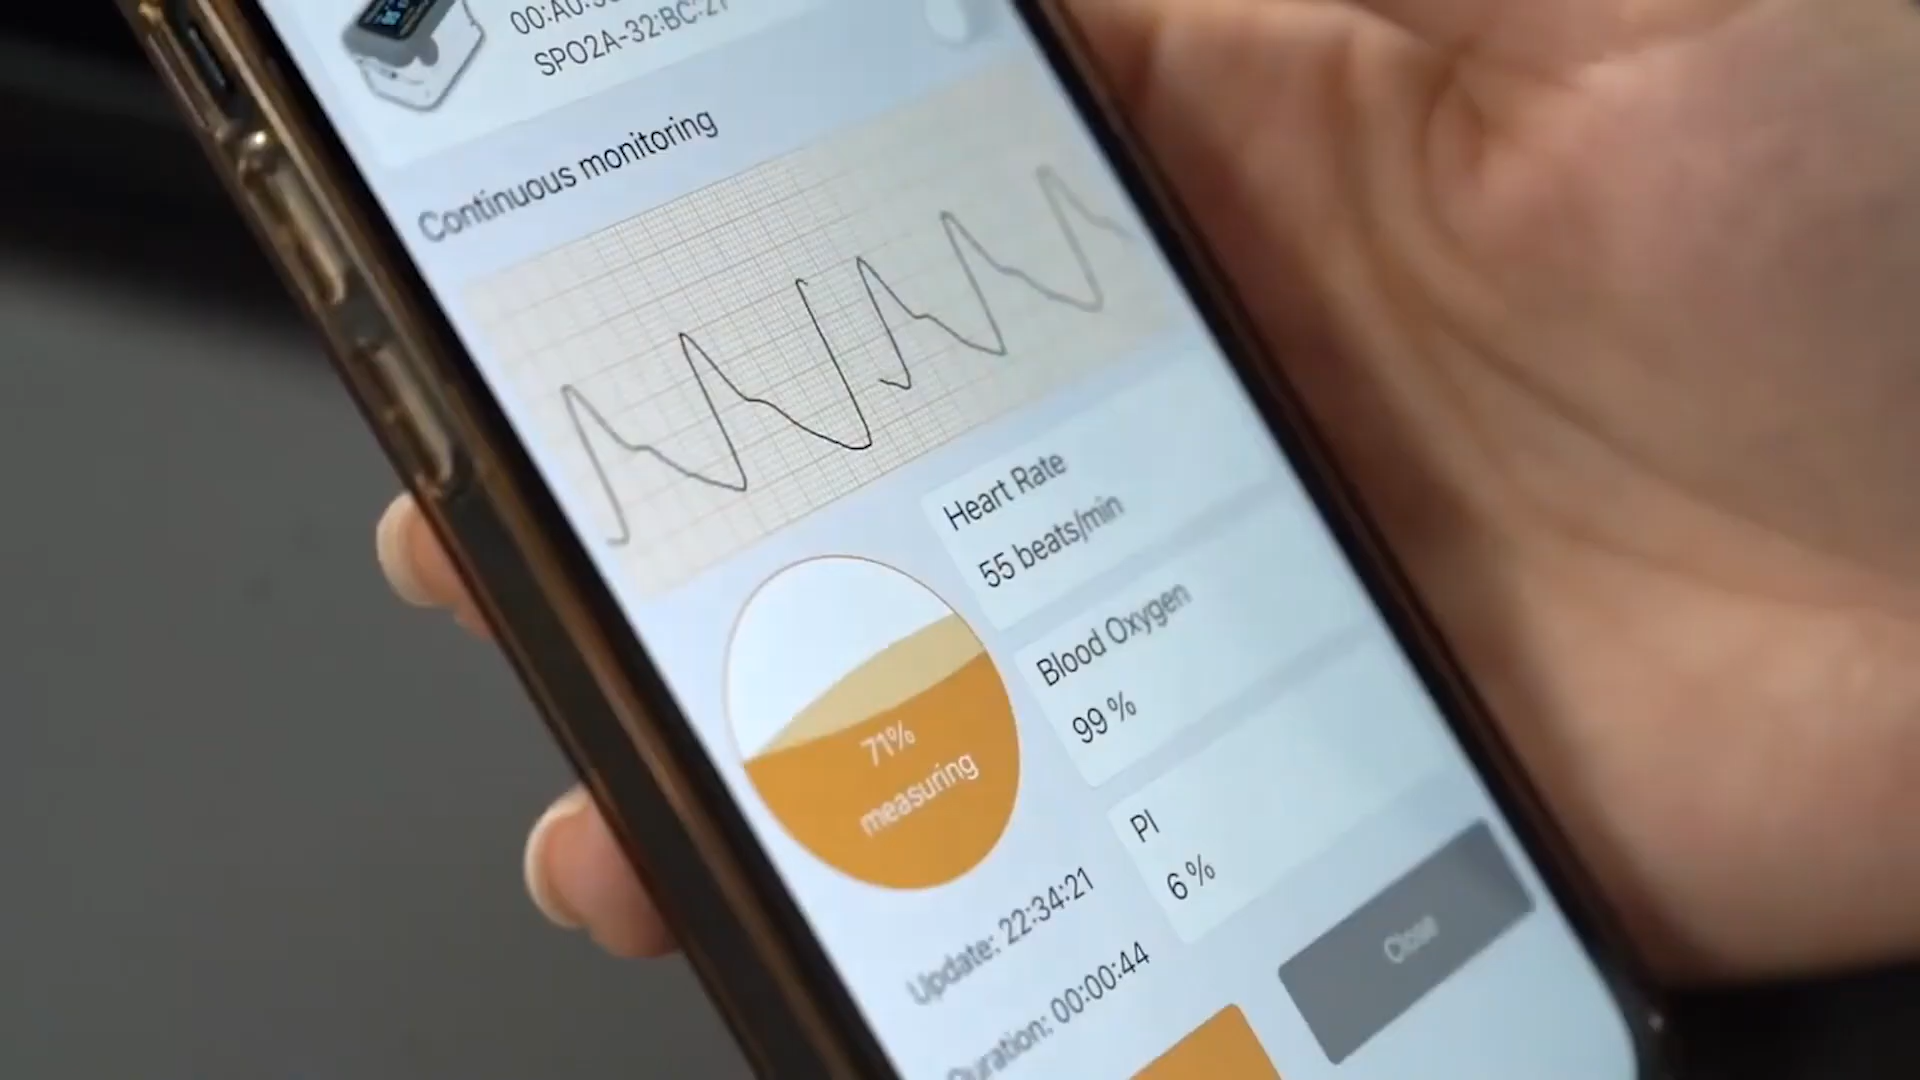 SPO2A-32:BC:21
Continuous monitoring
Heart Rate
55 beats/min
Blood Oxygen
99 %
PI
6 %
71%
measuring
Update: 22:34:21
Duration: 00:00:44
Close